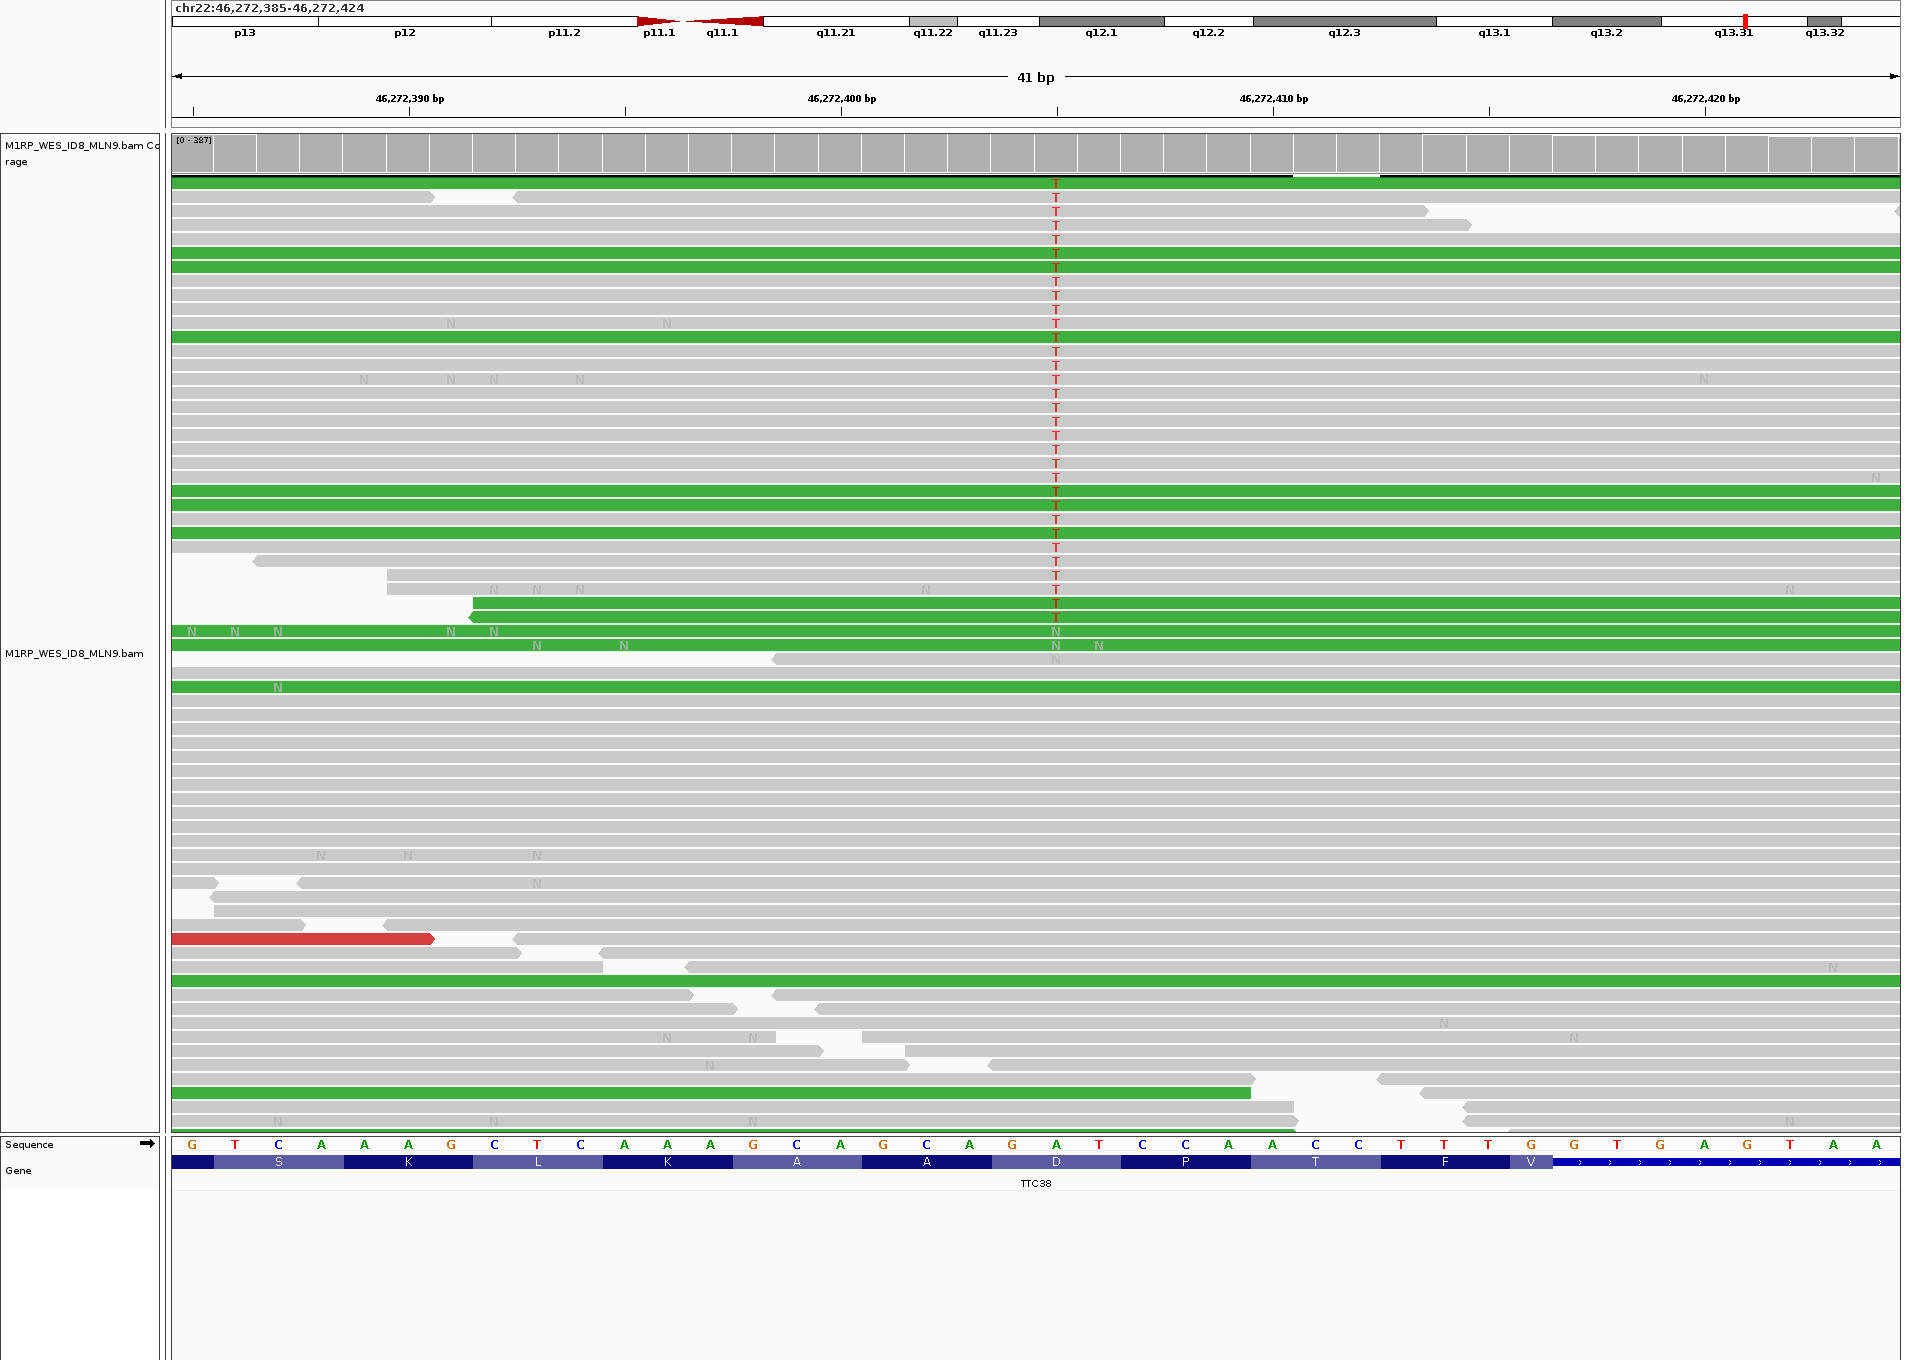 chr22:46,272,385-46,272,424
p13 p12 p11.2 p11.1 q11.1 q11.21 q11.22 q11.23 q12.1 q12.2 q12.3 q13.1 q13.2 q13.31 q13.32
41 bp
46,272,390 bp 46,272,400 bp 46,272,410 bp 46,272,420 bp
[0 - 387]
M1RP_WES_ID8_MLN9.bam Co
rage
T
T
T
T
T
T
T
T
T
T
N N T
T
T
T
N N N N T N
T
T
T
T
T
T
T N
T
T
T
T
T
T
T
N N N N T N
T
T
N N N N N N
N N N N
M1RP_WES_ID8_MLN9.bam
N
N
N N N
N
N
N
N N N
N
N N N N
Sequence
G T C A A A G C T C A A A G C A G C A G A T C C A A C C T T T G G T G A G T A A
Gene
S K L K A A D P T F V
TTC38